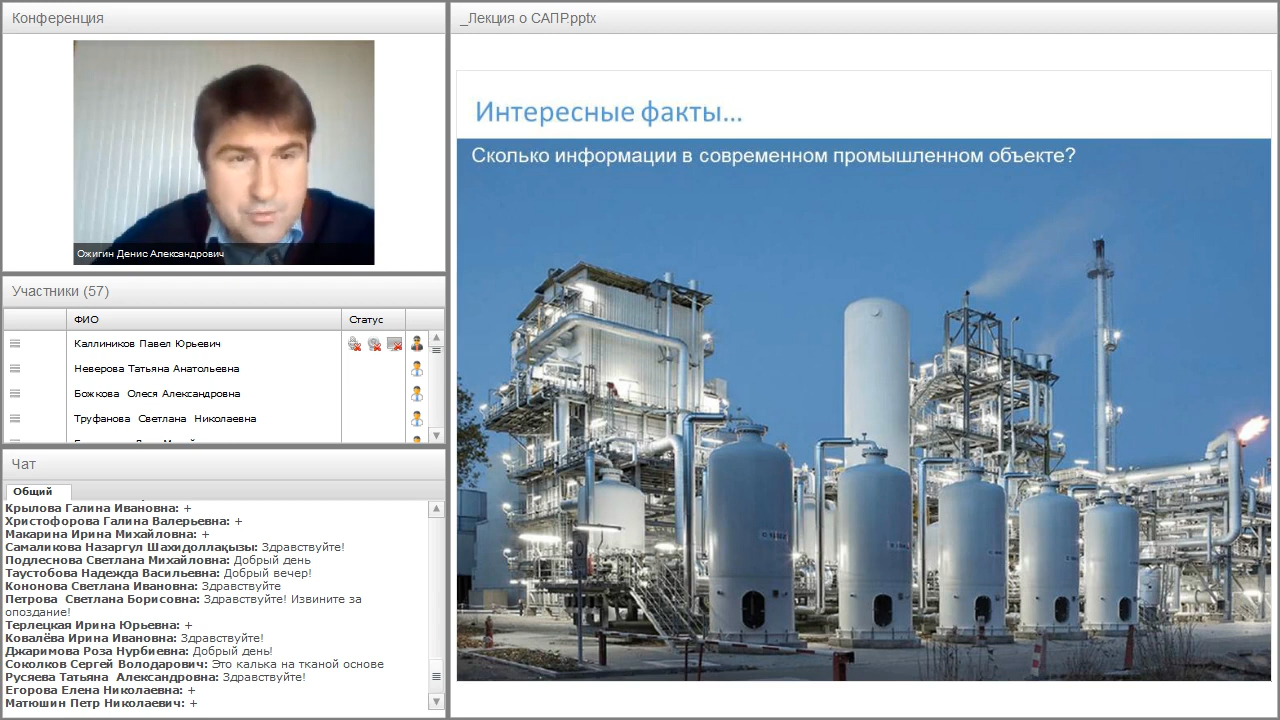 Конференция
Ожигин Денис Александрович
Участники (57)
ФИО
Статус
Каллиников Павел Юрьевич
Неверова Татьяна Анатольевна
Божкова Олеся Александровна
Труфанова Светлана Николаевна
Чат
Общий
Крылова Галина Ивановна: +
Христофорова Галина Валерьевна: +
Макарина Ирина Михайловна: +
Самаликова Назаргул Шахидоллақызы: Здравствуйте!
Подлеснова Светлана Михайловна: Добрый день
Таустобова Надежда Васильевна: Добрый вечер!
Кононова Светлана Ивановна: Здравствуйте
Петрова Светлана Борисовна: Здравствуйте! Извините за
опоздание!
Терлецкая Ирина Юрьевна: +
Ковалёва Ирина Ивановна: Здравствуйте!
Джаримова Роза Нурбиевна: Добрый день!
Соколков Сергей Володарович: Это калька на тканой основе
Русяева Татьяна Александровна: Здравствуйте!
Егорова Елена Николаевна: +
Матюшин Петр Николаевич: +
_Лекция о САПР.pptx
Интересные факты...
Сколько информации в современном промышленном объекте?